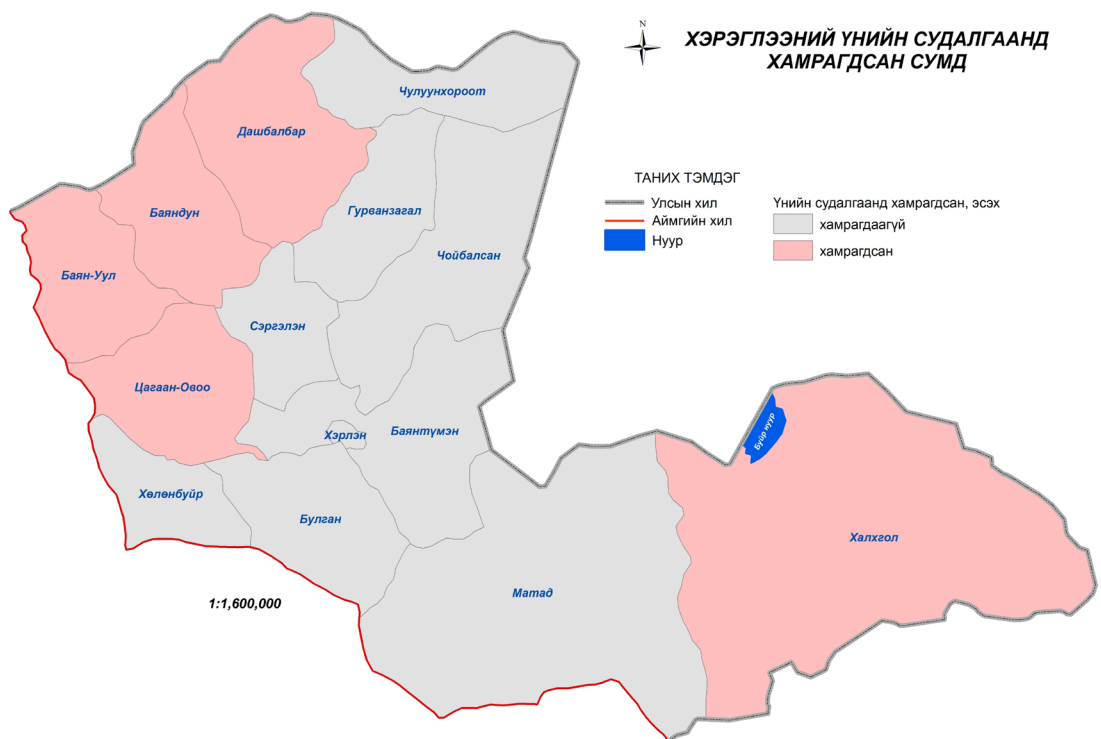 N
ХЭРЭГЛЭЭНИЙ ҮНИЙН СУДАЛГААНД
ХАМРАГДСАН СУМД
Чулуунхороот
Дашбалбар
ТАНИХ ТЭМДЭГ
Улсын хил
Аймгийн хил
Нуур
Үнийн судалгаанд хамрагдсан, эсэх
хамрагдаагүй
хамрагдсан
Гурванзагал
Баяндун
Чойбалсан
Баян-Уул
Сэргэлэн
Цагаан-Овоо
Хэрлэн
Баянтүмэн
Буйр нуур
Хөлөнбуйр
Булган
Халхгол
Матад
1:1,600,000